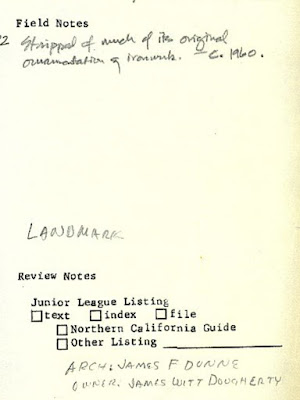 Field Notes
2 Stripped of much of its original
ornamentation & ironwork. — C. 1960.
LANDMARK
Review Notes
Junior League Listing
text index file
Northern California Guide
Other Listing
ARCH: JAMES F DUNNE
OWNER: JAMES WITT DOUGHERTY